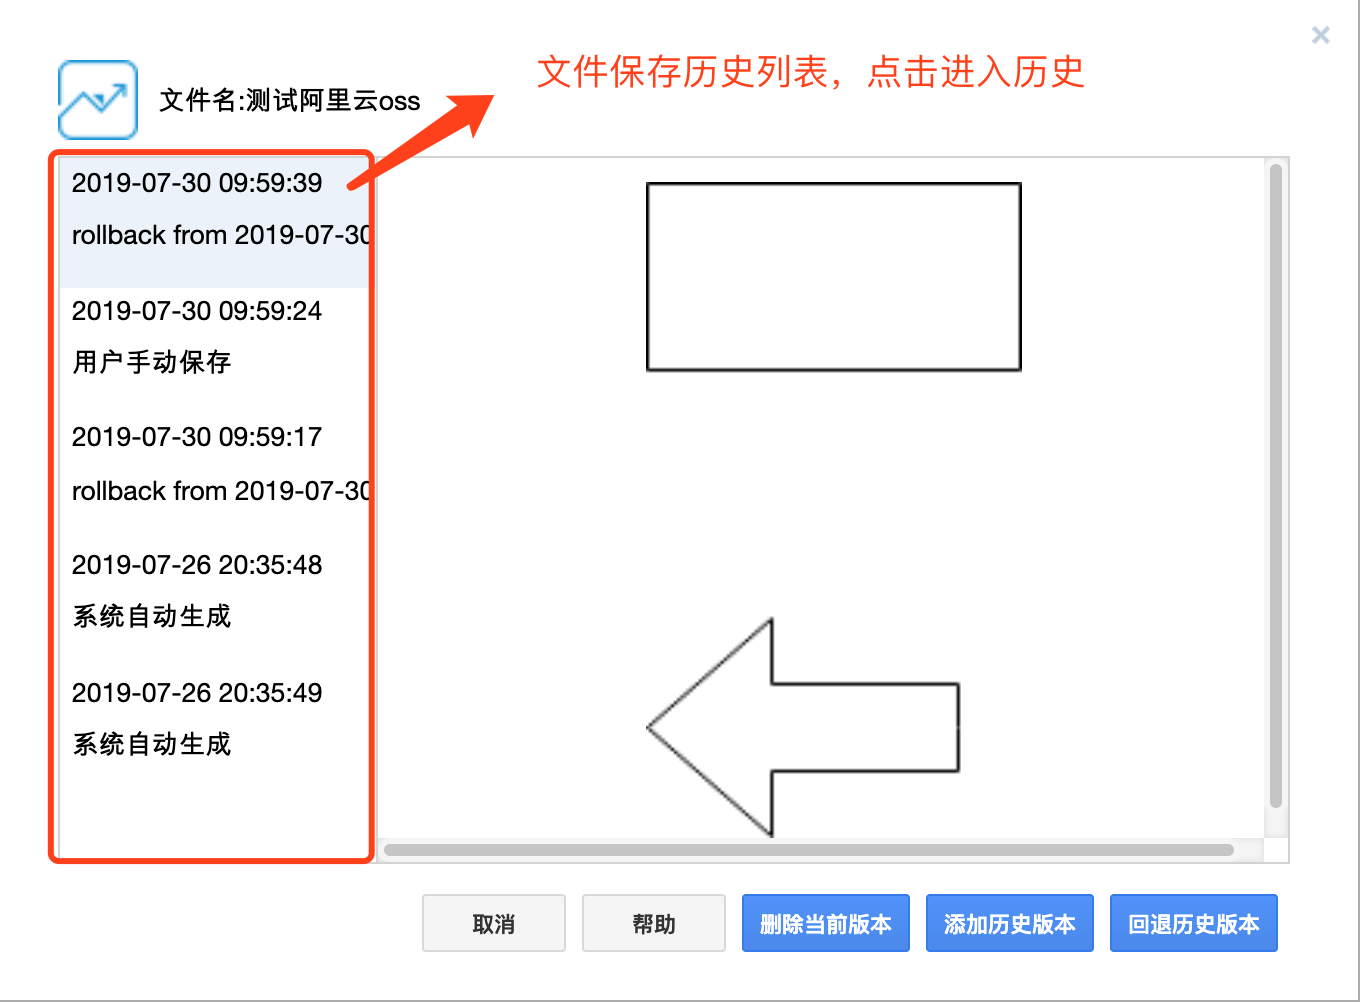 文件保存历史列表，点击进入历史
文件名:测试阿里云oss
2019-07-30 09:59:39
rollback from 2019-07-30
2019-07-30 09:59:24
用户手动保存
2019-07-30 09:59:17
rollback from 2019-07-30
2019-07-26 20:35:48
系统自动生成
2019-07-26 20:35:49
系统自动生成
取消
帮助
删除当前版本
添加历史版本
回退历史版本